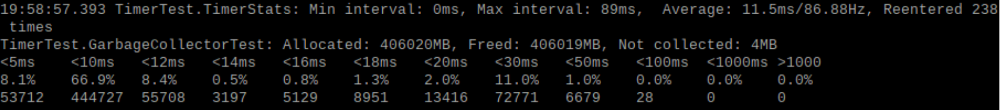 19:58:57.393 TimerTest.TimerStats: Min interval: 0ms, Max interval: 89ms,  Average: 11.5ms/86.88Hz, Reentered 238
 times
TimerTest.GarbageCollectorTest: Allocated: 406020MB, Freed: 406019MB, Not collected: 4MB
<5ms    <10ms   <12ms   <14ms   <16ms   <18ms   <20ms   <30ms   <50ms   <100ms  <1000ms >1000
8.1%    66.9%   8.4%    0.5%    0.8%    1.3%    2.0%    11.0%   1.0%    0.0%    0.0%    0.0%
53712   444727  55708   3197    5129    8951    13416   72771   6679    28      0       0